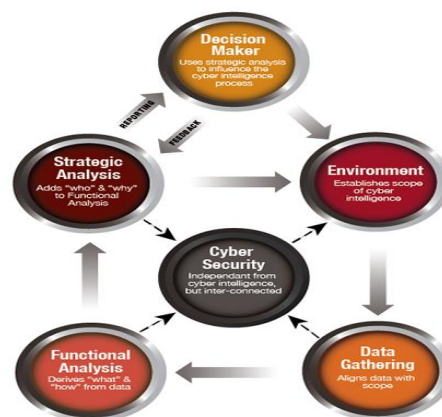 Decision
Maker
Uses strategic analysis
to influence the
cyber intelligence
process
REPORTING
FEEDBACK
Strategic
Analysis
Adds "who" & "why"
to Functional
Analysis
Environment
Establishes scope
of cyber
intelligence
Cyber
Security
Independant from
cyber intelligence,
but inter-connected
Functional
Analysis
Derives "what" &
"how" from data
Data
Gathering
Aligns data with
scope